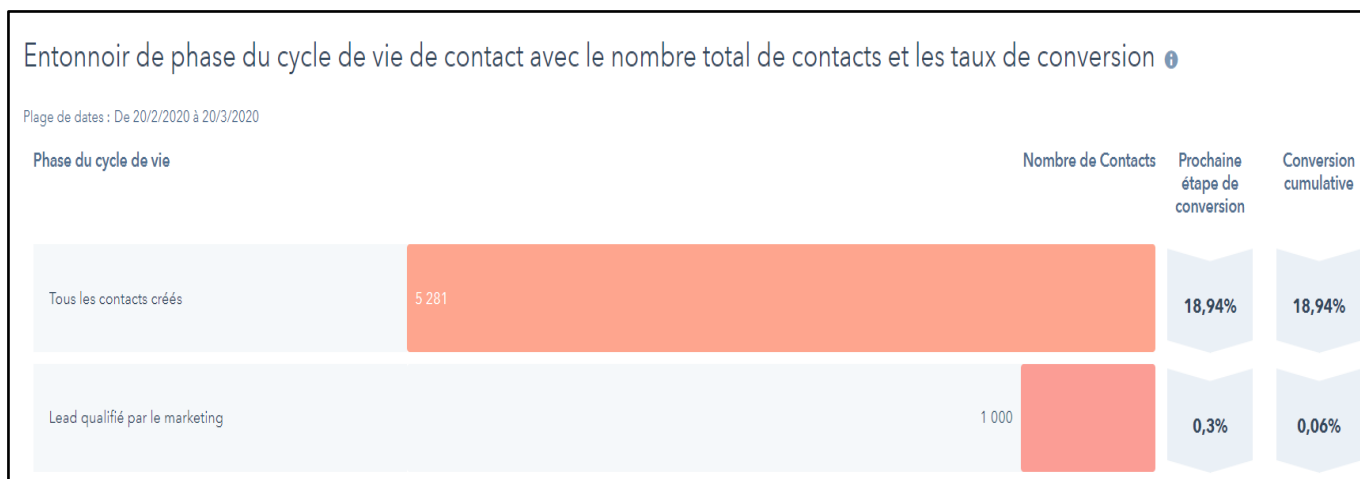 Entonnoir de phase du cycle de vie de contact avec le nombre total de contacts et les taux de conversion
Plage de dates : De 20/2/2020 à 20/3/2020
Phase du cycle de vie
Nombre de Contacts
Prochaine
étape de
conversion
Conversion
cumulative
Tous les contacts créés
5 281
18,94%
18,94%
Lead qualifié par le marketing
1 000
0,3%
0,06%